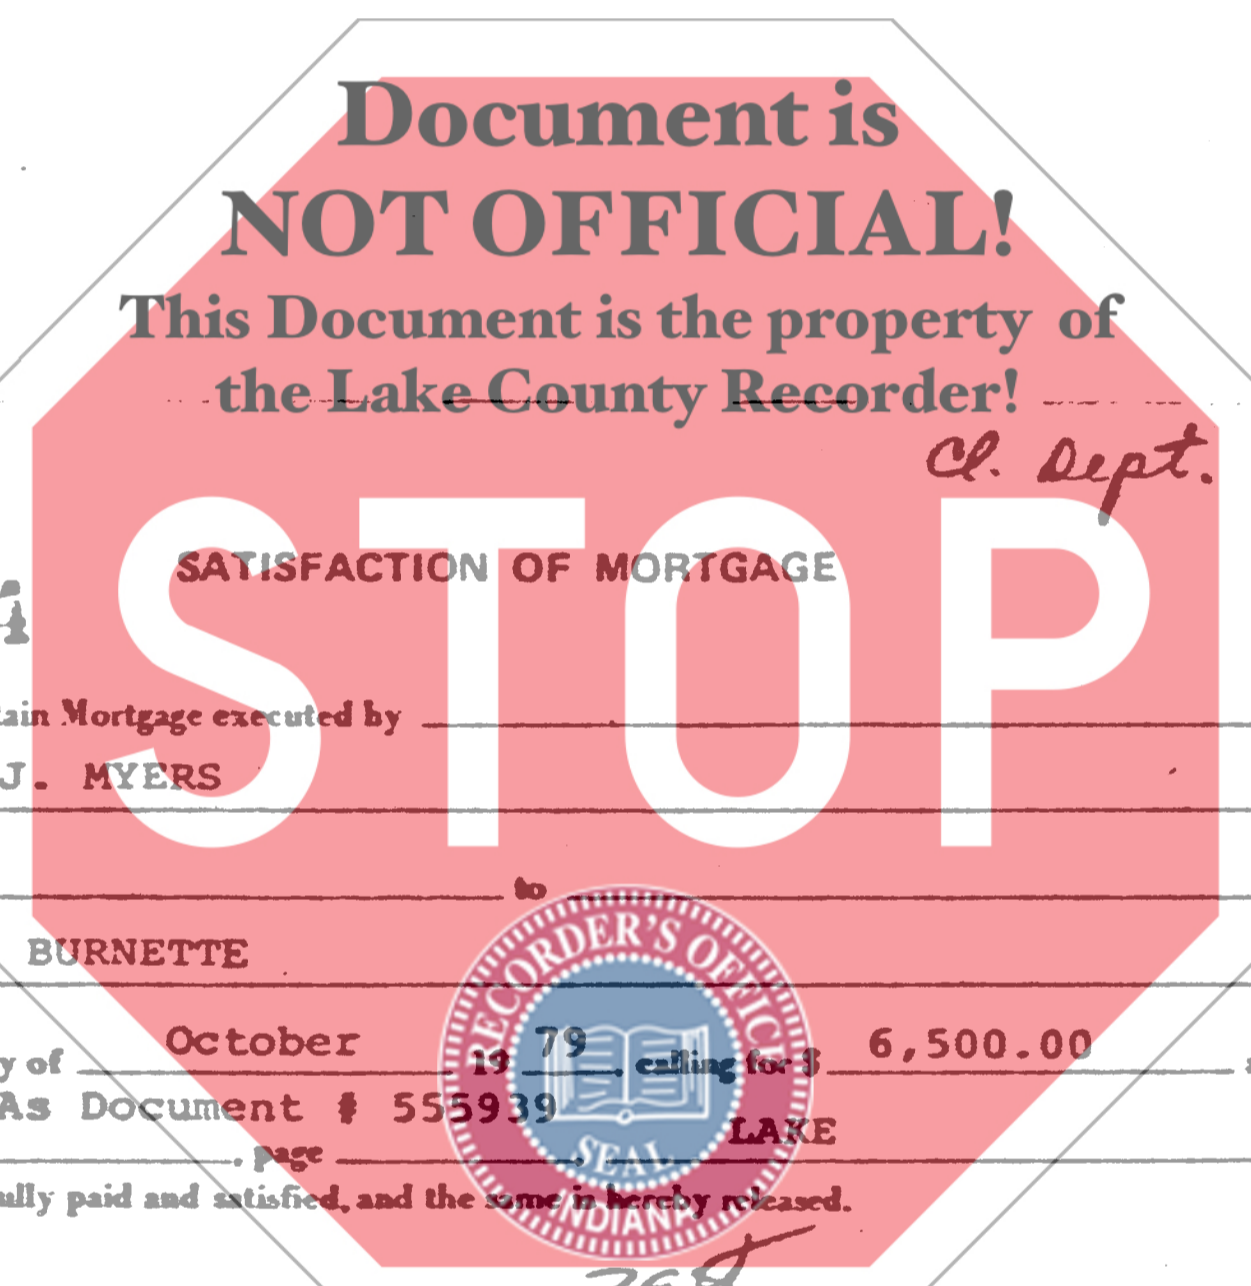 Document is
NOT OFFICIAL!
This Document is the property of
the Lake County Recorder!
Cl. Dept.
STOP
SATISFACTION OF MORTGAGE
Mortgage executed by
J. MYERS
to
BURNETTE
RECORDER'S OFFICE
of October 19 79, calling for $ 6,500.00
As Document # 555939
LAKE
, page
SEAL
paid and satisfied, and the same is hereby released.
INDIANA